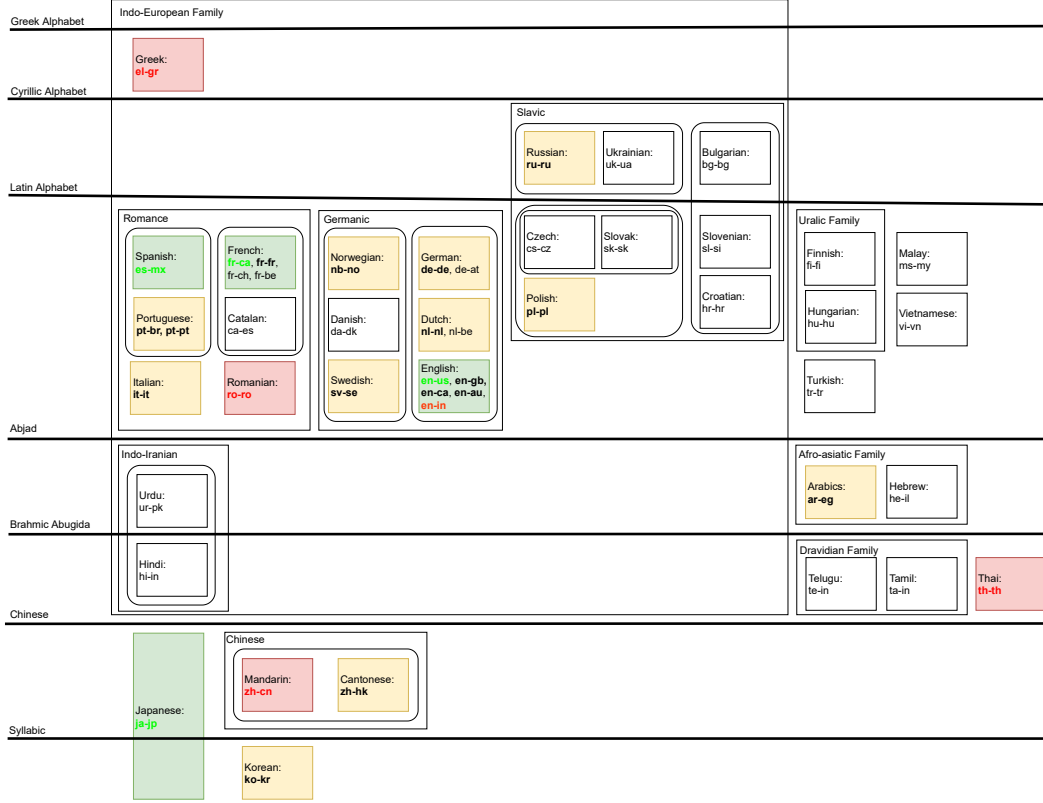 Indo-European Family
Greek Alphabet
Greek:
el-gr
Cyrillic Alphabet
Slavic
Russian:
ru-ru
Ukrainian:
uk-ua
Bulgarian:
bg-bg
Latin Alphabet
Romance
Spanish:
es-mx
French:
fr-ca, fr-fr,
fr-ch, fr-be
Portuguese:
pt-br, pt-pt
Catalan:
ca-es
Italian:
it-it
Romanian:
ro-ro
Germanic
Norwegian:
nb-no
German:
de-de, de-at
Danish:
da-dk
Dutch:
nl-nl, nl-be
Swedish:
sv-se
English:
en-us, en-gb,
en-ca, en-au,
en-in
Czech:
cs-cz
Slovak:
sk-sk
Slovenian:
sl-si
Polish:
pl-pl
Croatian:
hr-hr
Uralic Family
Finnish:
fi-fi
Malay:
ms-my
Hungarian:
hu-hu
Vietnamese:
vi-vn
Turkish:
tr-tr
Abjad
Indo-Iranian
Urdu:
ur-pk
Afro-asiatic Family
Arabics:
ar-eg
Hebrew:
he-il
Brahmic Abugida
Hindi:
hi-in
Dravidian Family
Telugu:
te-in
Tamil:
ta-in
Thai:
th-th
Chinese
Chinese
Mandarin:
zh-cn
Cantonese:
zh-hk
Japanese:
ja-jp
Syllabic
Korean:
ko-kr